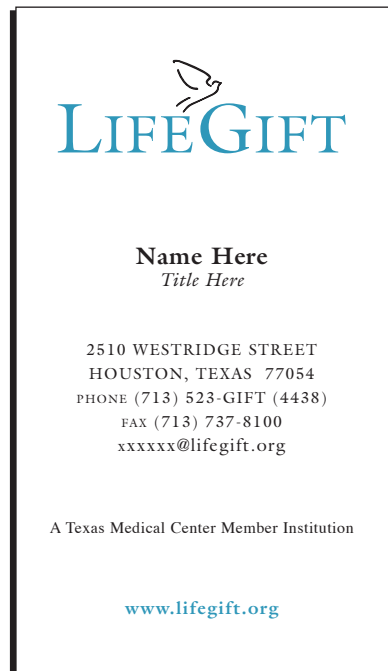 LIFEGIFT
Name Here
Title Here
2510 WESTRIDGE STREET
HOUSTON, TEXAS  77054
PHONE (713) 523-GIFT (4438)
FAX (713) 737-8100
xxxxxx@lifegift.org
A Texas Medical Center Member Institution
www.lifegift.org